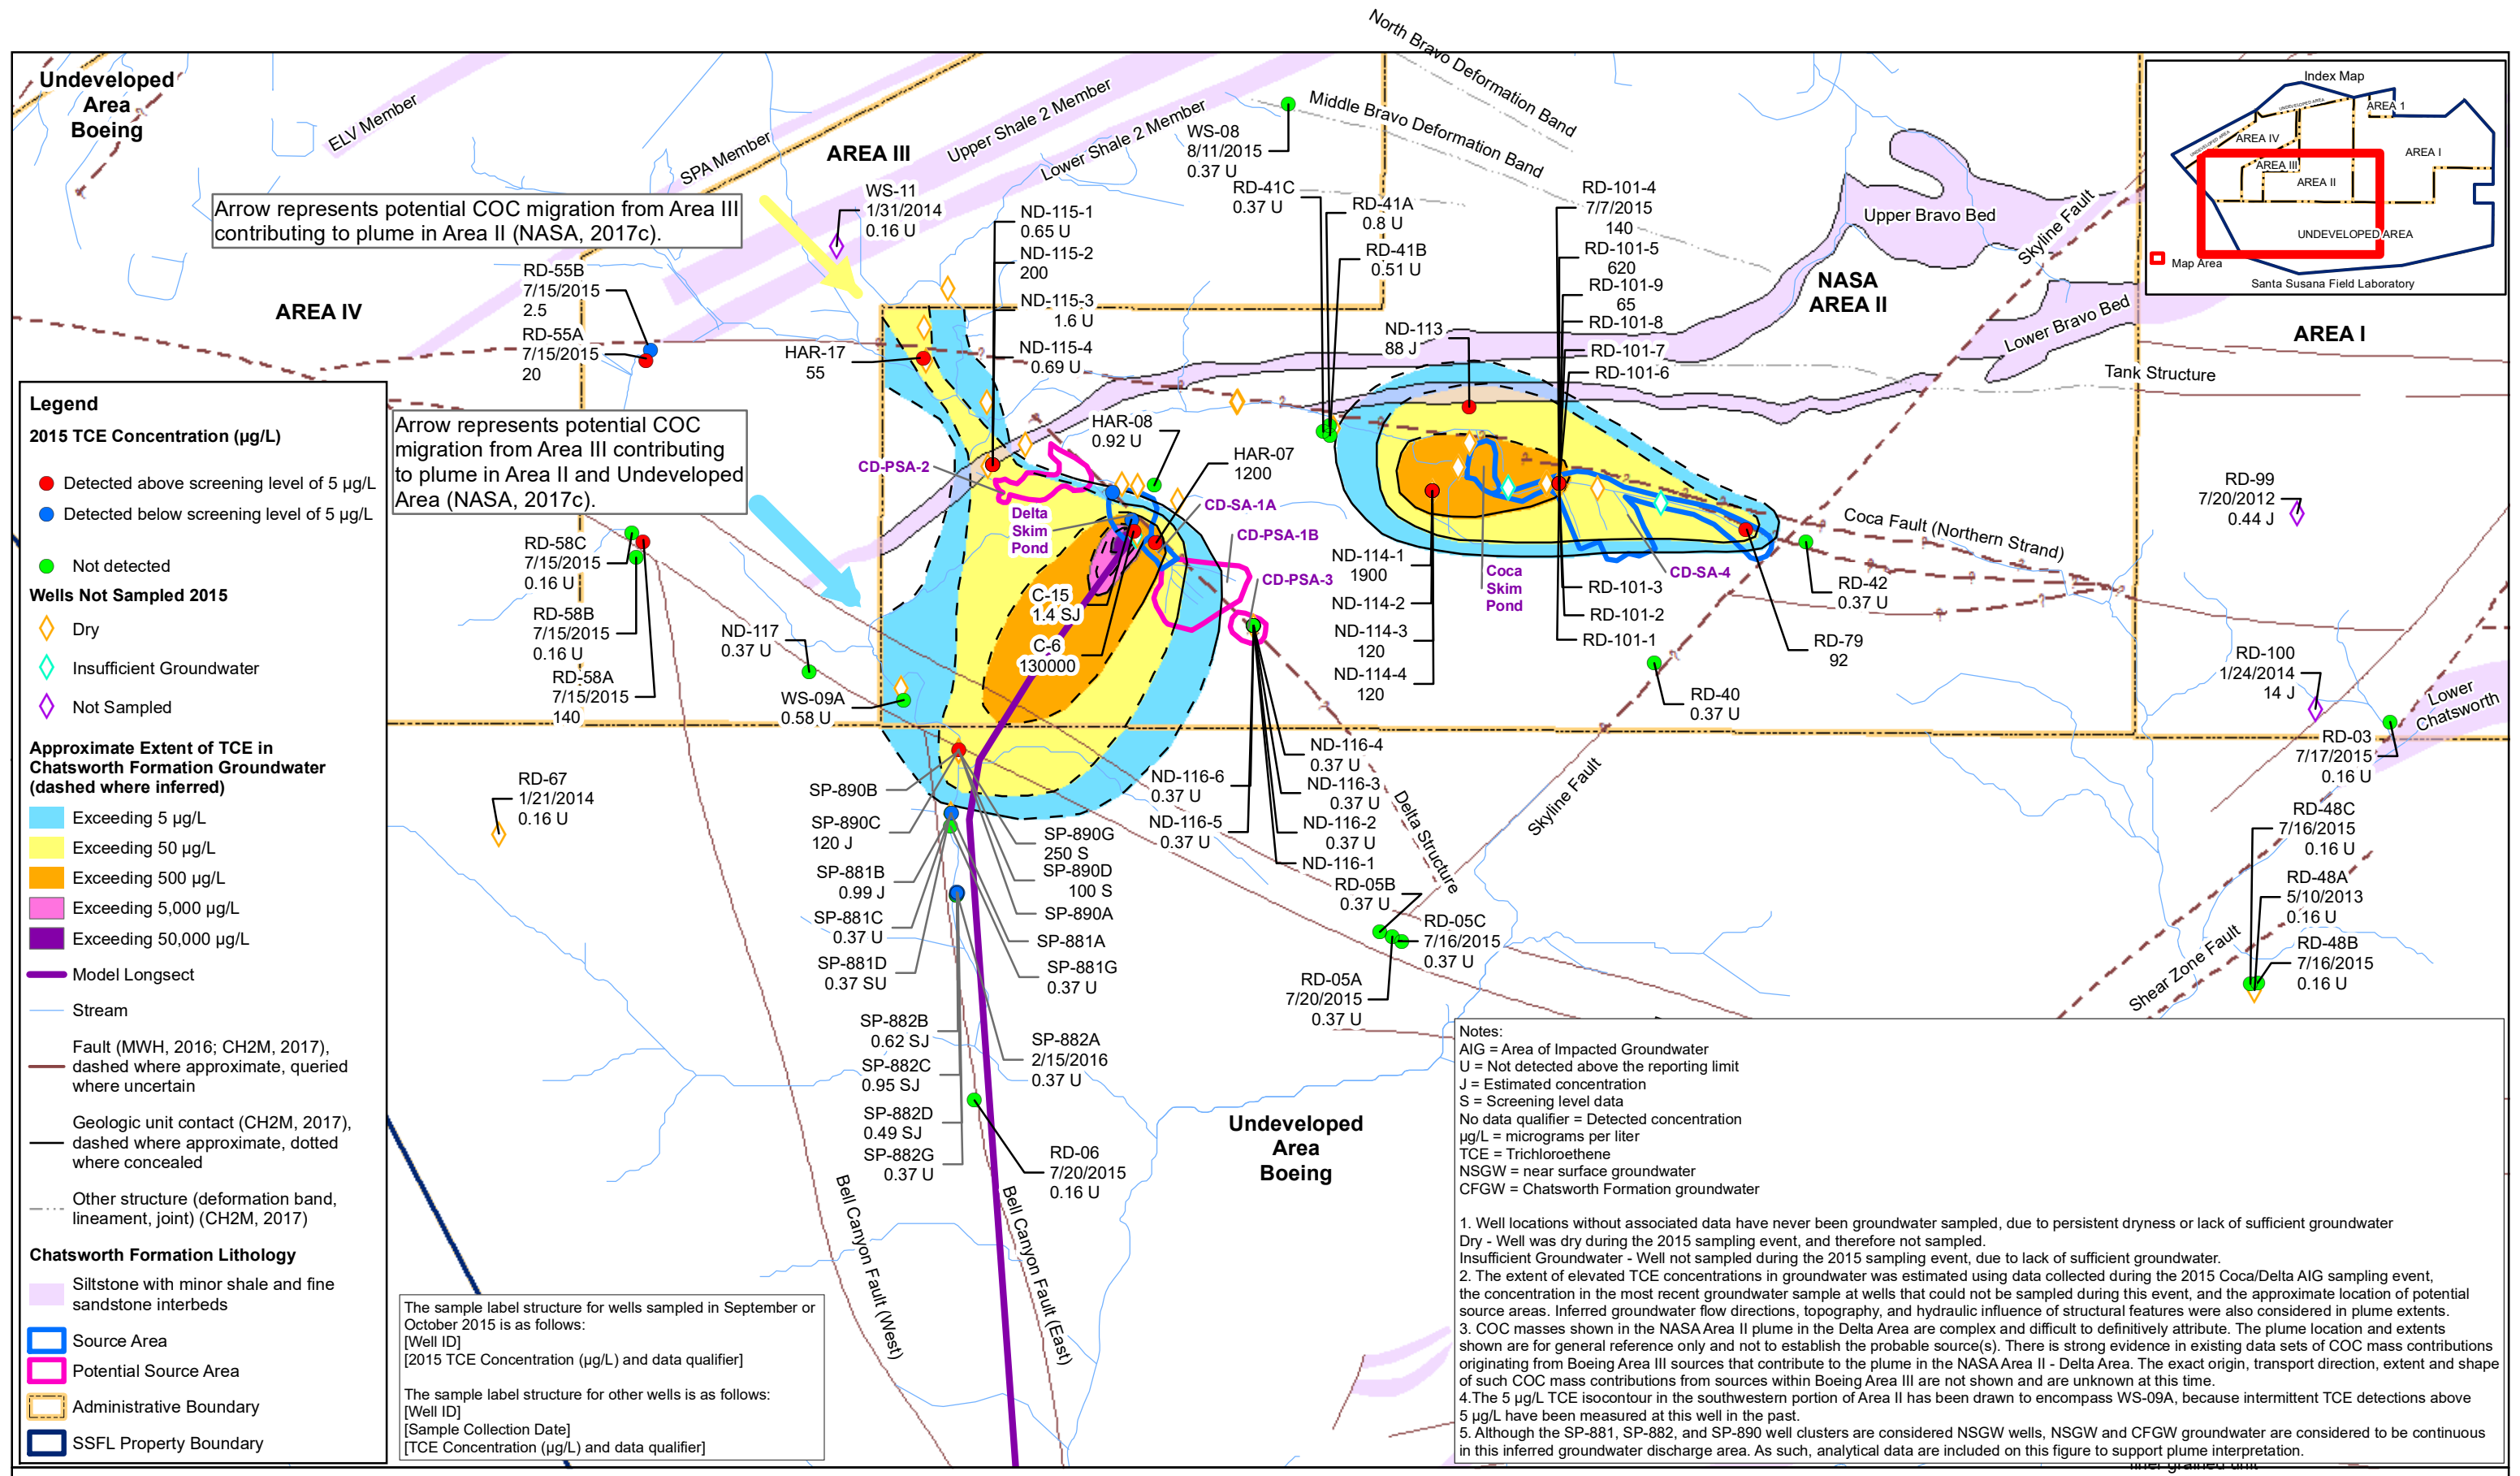 North Bravo Deformation Band
Undeveloped
Area
Boeing
ELV Member
SPA Member
AREA III
Upper Shale 2 Member
Lower Shale 2 Member
Middle Bravo Deformation Band
WS-08
8/11/2015
0.37 U
Index Map
UNDEVELOPED AREA
UNDEVELOPED AREA
AREA 1
AREA IV
AREA III
AREA II
AREA I
UNDEVELOPED AREA
Map Area
Santa Susana Field Laboratory
Arrow represents potential COC migration from Area III
contributing to plume in Area II (NASA, 2017c).
WS-11
1/31/2014
0.16 U
ND-115-1
0.65 U
ND-115-2
200
ND-115-3
1.6 U
ND-115-4
0.69 U
RD-41C
0.37 U
RD-41A
0.8 U
RD-41B
0.51 U
RD-101-4
7/7/2015
140
RD-101-5
620
RD-101-9
65
RD-101-8
RD-101-7
RD-101-6
Upper Bravo Bed
Skyline Fault
NASA
AREA II
Lower Bravo Bed
AREA I
Tank Structure
AREA IV
RD-55B
7/15/2015
2.5
RD-55A
7/15/2015
20
HAR-17
55
ND-113
88 J
Arrow represents potential COC
migration from Area III contributing
to plume in Area II and Undeveloped
Area (NASA, 2017c).
HAR-08
0.92 U
HAR-07
1200
CD-PSA-2
CD-SA-1A
Delta
Skim
Pond
CD-PSA-1B
CD-PSA-3
C-15
1.4 SJ
C-6
130000
RD-58C
7/15/2015
0.16 U
RD-58B
7/15/2015
0.16 U
RD-58A
7/15/2015
140
ND-117
0.37 U
WS-09A
0.58 U
ND-114-1
1900
ND-114-2
ND-114-3
120
ND-114-4
120
Coca
Skim
Pond
RD-101-3
RD-101-2
RD-101-1
CD-SA-4
Coca Fault (Northern Strand)
RD-99
7/20/2012
0.44 J
RD-42
0.37 U
RD-79
92
RD-40
0.37 U
RD-100
1/24/2014
14 J
Lower
Chatsworth
RD-03
7/17/2015
0.16 U
RD-67
1/21/2014
0.16 U
SP-890B
SP-890C
120 J
SP-881B
0.99 J
SP-881C
0.37 U
SP-881D
0.37 SU
SP-890G
250 S
SP-890D
100 S
SP-890A
SP-881A
SP-881G
0.37 U
ND-116-6
0.37 U
ND-116-5
0.37 U
ND-116-4
0.37 U
ND-116-3
0.37 U
ND-116-2
0.37 U
ND-116-1
Delta Structure
Skyline Fault
RD-05B
0.37 U
RD-05C
7/16/2015
0.37 U
RD-05A
7/20/2015
0.37 U
RD-48C
7/16/2015
0.16 U
RD-48A
5/10/2013
0.16 U
RD-48B
7/16/2015
0.16 U
Shear Zone Fault
SP-882B
0.62 SJ
SP-882C
0.95 SJ
SP-882D
0.49 SJ
SP-882G
0.37 U
SP-882A
2/15/2016
0.37 U
RD-06
7/20/2015
0.16 U
Bell Canyon Fault (West)
Bell Canyon Fault (East)
Undeveloped
Area
Boeing
Legend
2015 TCE Concentration (µg/L)
Detected above screening level of 5 µg/L
Detected below screening level of 5 µg/L
Not detected
Wells Not Sampled 2015
Dry
Insufficient Groundwater
Not Sampled
Approximate Extent of TCE in
Chatsworth Formation Groundwater
(dashed where inferred)
Exceeding 5 µg/L
Exceeding 50 µg/L
Exceeding 500 µg/L
Exceeding 5,000 µg/L
Exceeding 50,000 µg/L
Model Longsect
Stream
Fault (MWH, 2016; CH2M, 2017),
dashed where approximate, queried
where uncertain
Geologic unit contact (CH2M, 2017),
dashed where approximate, dotted
where concealed
Other structure (deformation band,
lineament, joint) (CH2M, 2017)
Chatsworth Formation Lithology
Siltstone with minor shale and fine
sandstone interbeds
Source Area
Potential Source Area
Administrative Boundary
SSFL Property Boundary
The sample label structure for wells sampled in September or
October 2015 is as follows:
[Well ID]
[2015 TCE Concentration (µg/L) and data qualifier]
The sample label structure for other wells is as follows:
[Well ID]
[Sample Collection Date]
[TCE Concentration (µg/L) and data qualifier]
Notes:
AIG = Area of Impacted Groundwater
U = Not detected above the reporting limit
J = Estimated concentration
S = Screening level data
No data qualifier = Detected concentration
µg/L = micrograms per liter
TCE = Trichloroethene
NSGW = near surface groundwater
CFGW = Chatsworth Formation groundwater
1. Well locations without associated data have never been groundwater sampled, due to persistent dryness or lack of sufficient groundwater
Dry - Well was dry during the 2015 sampling event, and therefore not sampled.
Insufficient Groundwater - Well not sampled during the 2015 sampling event, due to lack of sufficient groundwater.
2. The extent of elevated TCE concentrations in groundwater was estimated using data collected during the 2015 Coca/Delta AIG sampling event,
the concentration in the most recent groundwater sample at wells that could not be sampled during this event, and the approximate location of potential
source areas. Inferred groundwater flow directions, topography, and hydraulic influence of structural features were also considered in plume extents.
3. COC masses shown in the NASA Area II plume in the Delta Area are complex and difficult to definitively attribute. The plume location and extents
shown are for general reference only and not to establish the probable source(s). There is strong evidence in existing data sets of COC mass contributions
originating from Boeing Area III sources that contribute to the plume in the NASA Area II - Delta Area. The exact origin, transport direction, extent and shape
of such COC mass contributions from sources within Boeing Area III are not shown and are unknown at this time.
4.The 5 µg/L TCE isocontour in the southwestern portion of Area II has been drawn to encompass WS-09A, because intermittent TCE detections above
5 µg/L have been measured at this well in the past.
5. Although the SP-881, SP-882, and SP-890 well clusters are considered NSGW wells, NSGW and CFGW groundwater are considered to be continuous
in this inferred groundwater discharge area. As such, analytical data are included on this figure to support plume interpretation.